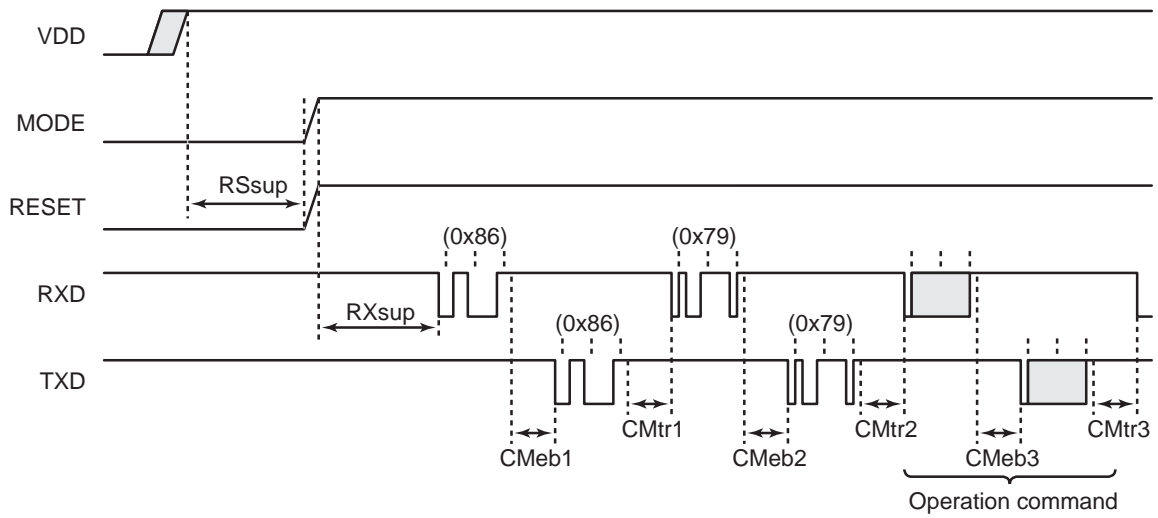 VDD
MODE
RSsup
RESET
(0x86)
(0x79)
RXD
RXsup
(0x86)
(0x79)
TXD
CMtr1
CMtr2
CMtr3
CMeb1
CMeb2
CMeb3
Operation command